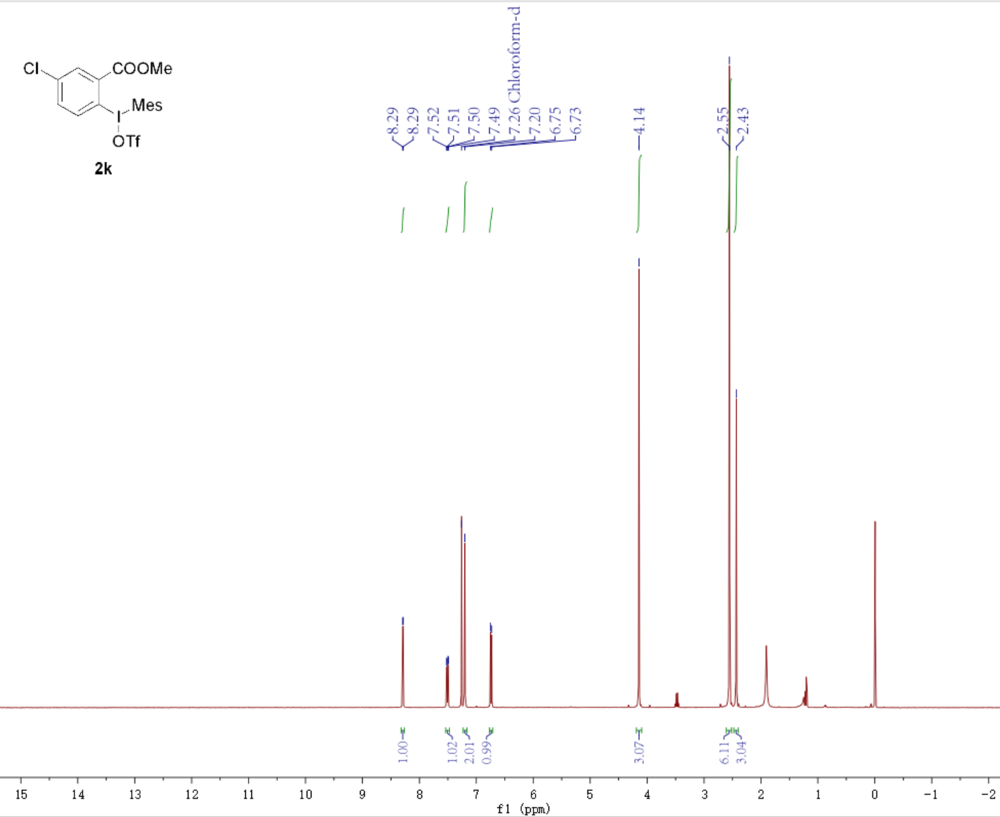 Cl
COOMe
I
Mes
OTf
2k
8.29
8.29
7.52
7.51
7.50
7.49
7.26 Chloroform-d
7.20
6.75
6.73
4.14
2.55
2.43
1.00
1.02
2.01
0.99
3.07
6.11
3.04
15 14 13 12 11 10 9 8 7 6 5 4 3 2 1 0 -1 -2
f1 (ppm)